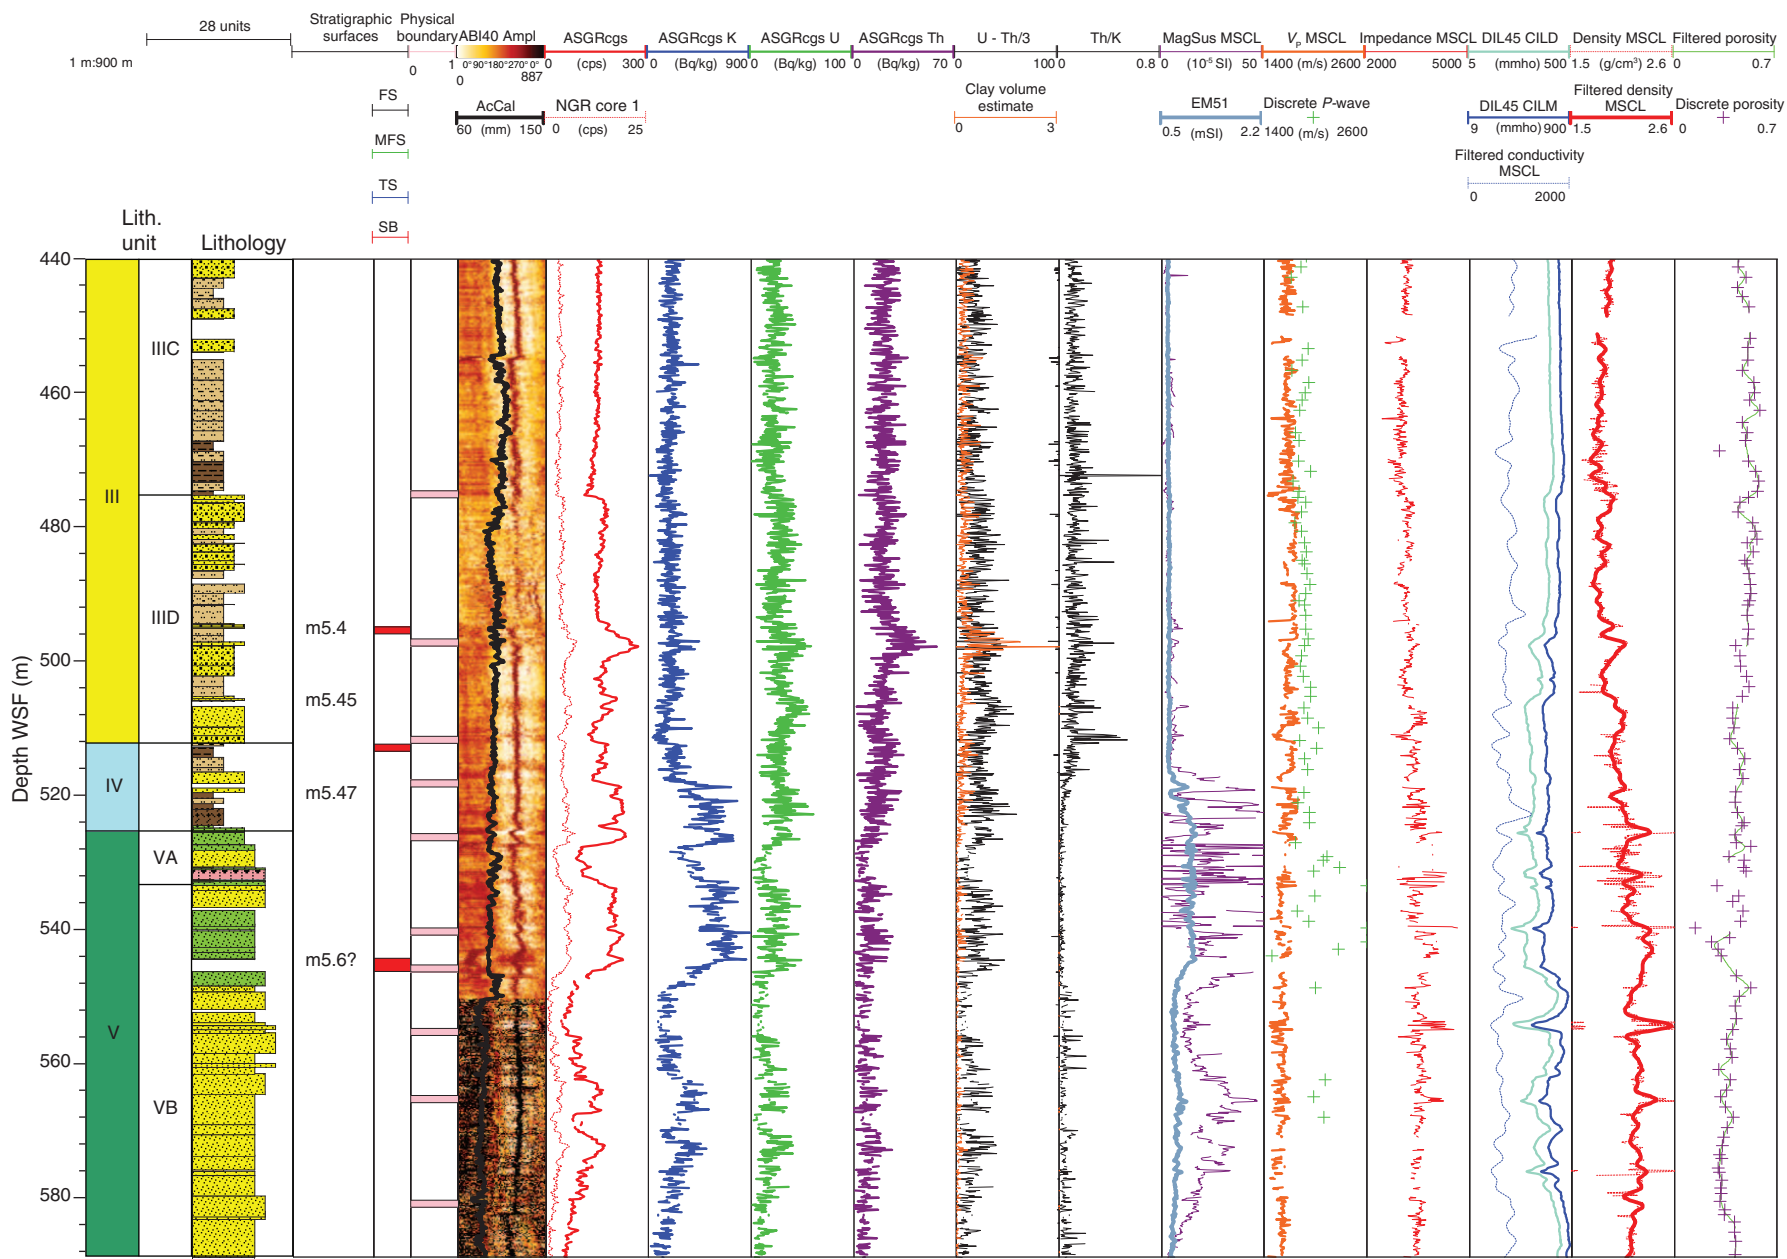 1 m:900 m
28 units
Stratigraphic surfaces
Physical boundary
0 1
ABI40 Ampl
0° 90° 180° 270° 0°
0 887
ASGRcgs
0 (cps) 300
ASGRcgs K
0 (Bq/kg) 900
ASGRcgs U
0 (Bq/kg) 100
ASGRcgs Th
0 (Bq/kg) 70
U - Th/3
0 100
Th/K
0 0.8
MagSus MSCL
0 (10-5 SI) 50
VP MSCL
1400 (m/s) 2600
Impedance MSCL
2000 5000
DIL45 CILD
5 (mmho) 500
Density MSCL
1.5 (g/cm3) 2.6
Filtered porosity
0 0.7
FS
AcCal
60 (mm) 150
NGR core 1
0 (cps) 25
Clay volume estimate
0 3
EM51
0.5 (mSI) 2.2
Discrete P-wave
1400 (m/s) 2600
DIL45 CILM
9 (mmho) 900
Filtered density MSCL
1.5 2.6
Discrete porosity
0 0.7
MFS
TS
Filtered conductivity MSCL
0 2000
SB
Lith. unit
Lithology
Depth WSF (m)
440
IIIC
460
III
480
IIID
m5.4
500
m5.45
IV
m5.47
520
VA
540
m5.6?
V
560
VB
580